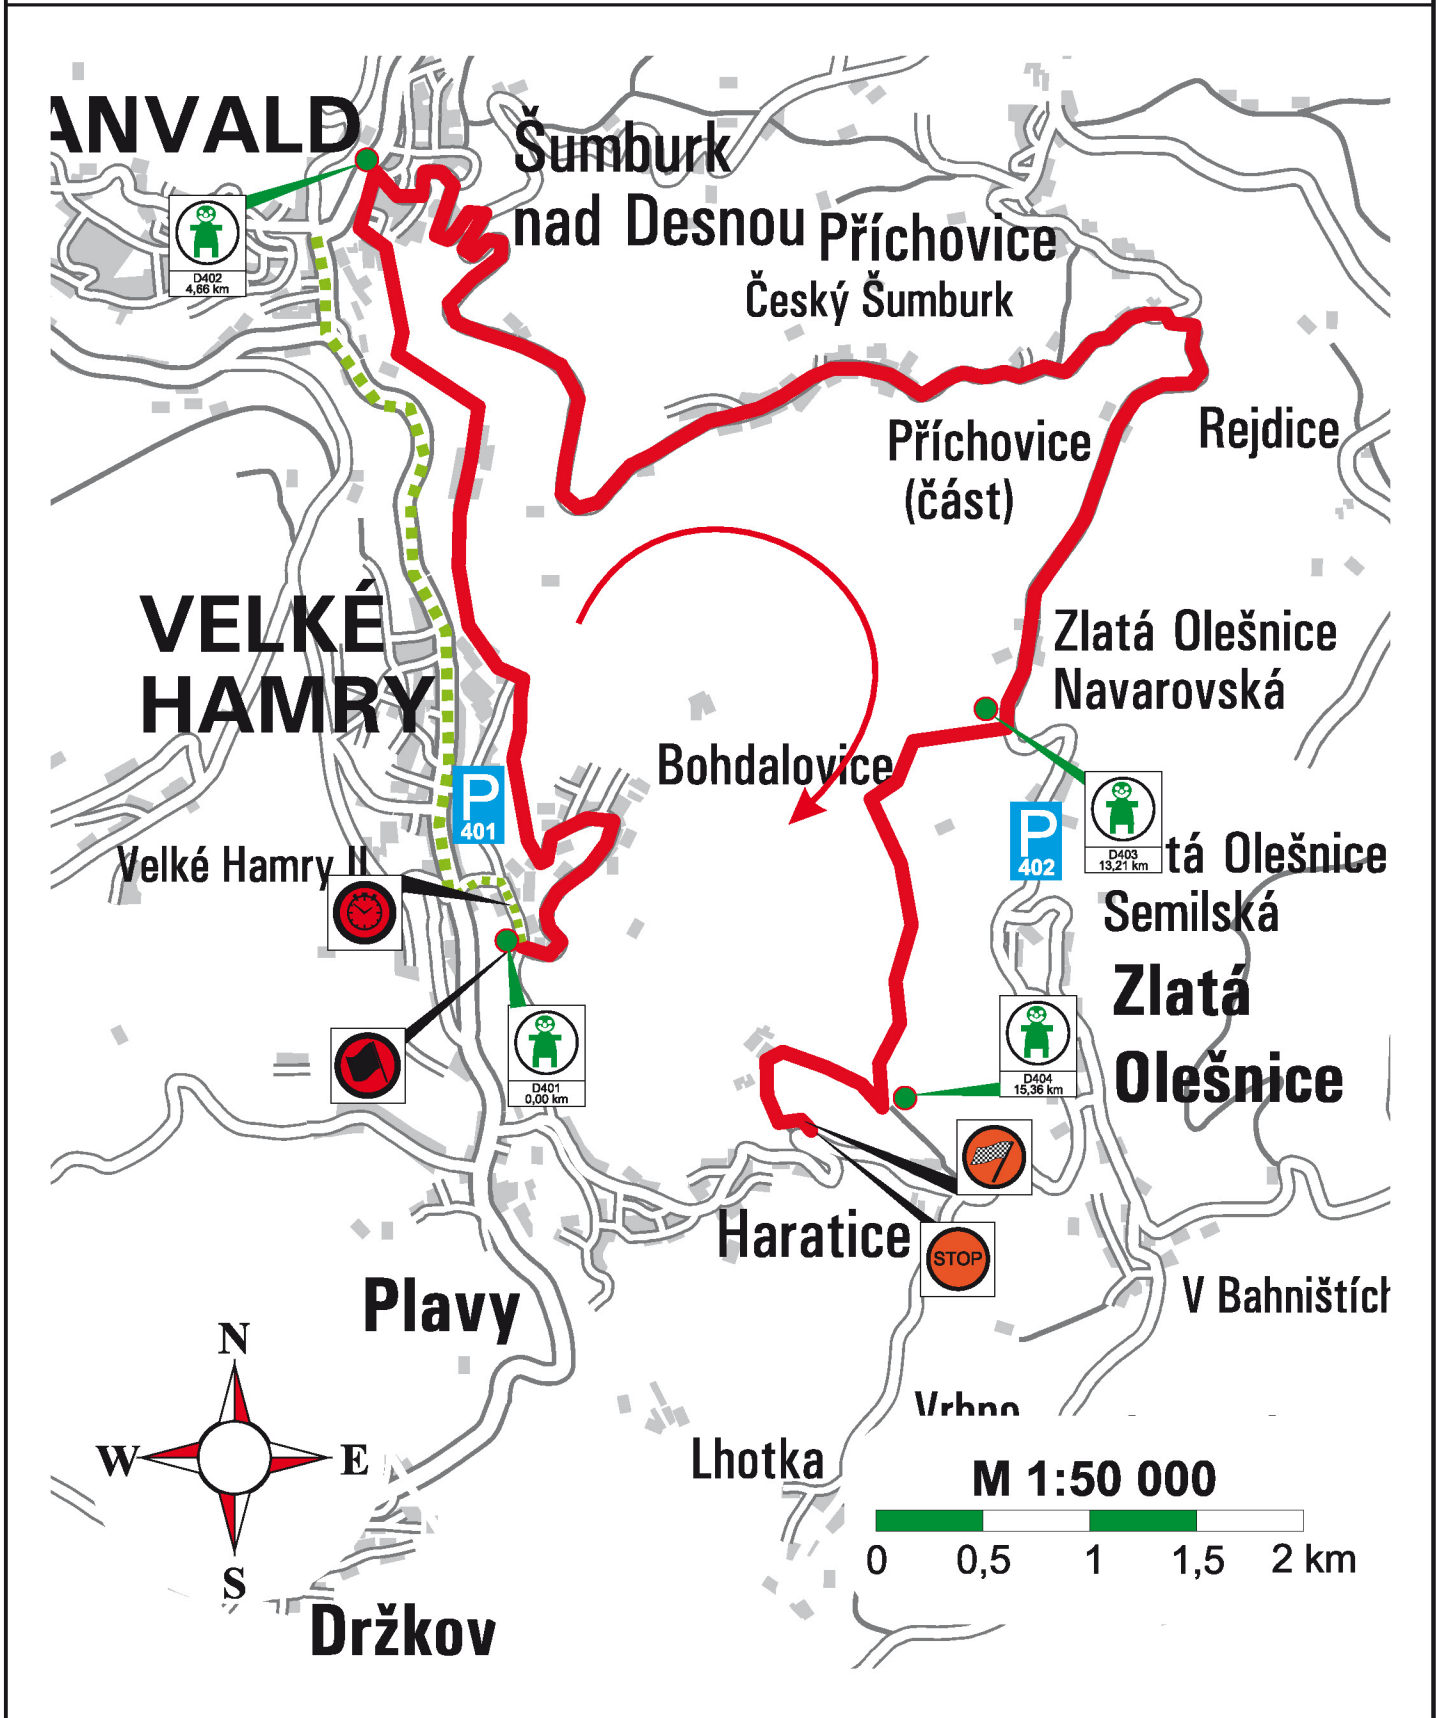 ANVALD
Šumburk
nad Desnou
Příchovice
Český Šumburk
D402
4,66 km
Příchovice
(část)
Rejdice
VELKÉ
HAMRY
Zlatá Olešnice
Navarovská
Bohdalovice
P
401
P
402
D403
13,21 km
tá Olešnice
Semilská
Velké Hamry II
Zlatá
Olešnice
D401
0,00 km
D404
15,36 km
Haratice
STOP
Plavy
V Bahništích
N
W
E
S
Lhotka
M 1:50 000
0
0,5
1
1,5
2 km
Držkov